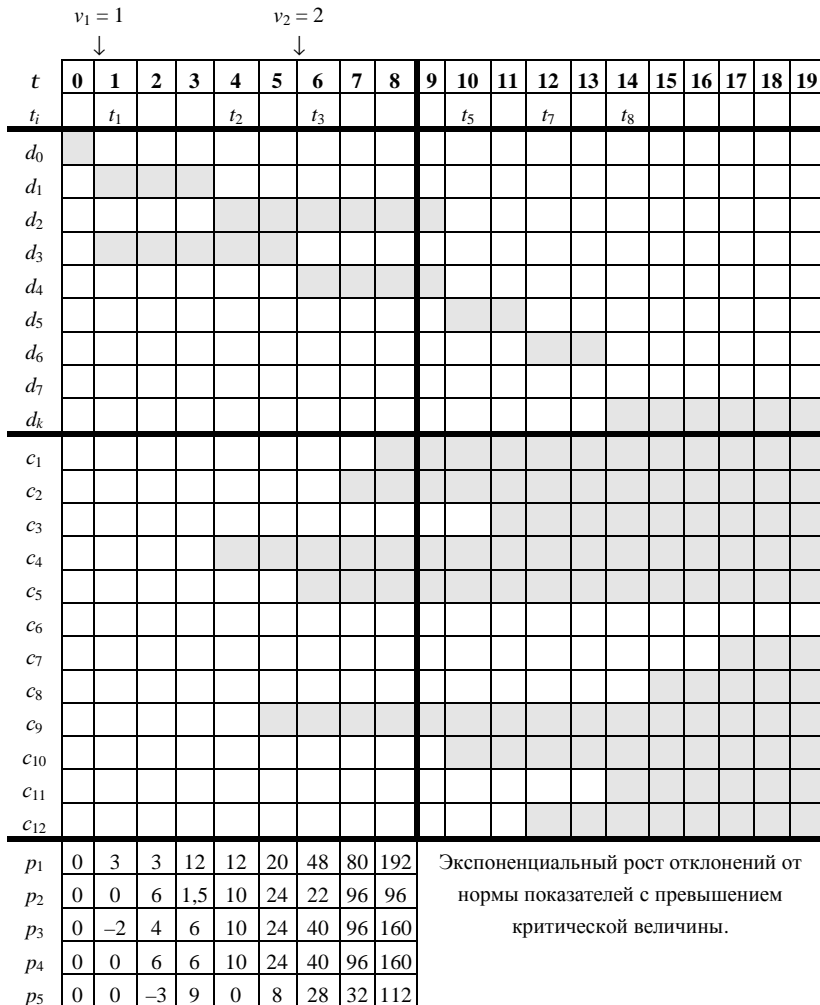 v₁ = 1 v₂ = 2
↓ ↓
t 0 1 2 3 4 5 6 7 8 9 10 11 12 13 14 15 16 17 18 19
tᵢ t₁ t₂ t₃ t₅ t₇ t₈
d₀
d₁
d₂
d₃
d₄
d₅
d₆
d₇
dₖ
c₁
c₂
c₃
c₄
c₅
c₆
c₇
c₈
c₉
c₁₀
c₁₁
c₁₂
p₁ 0 3 3 12 12 20 48 80 192 Экспоненциальный рост отклонений от
p₂ 0 0 6 1,5 10 24 22 96 96 нормы показателей с превышением
p₃ 0 –2 4 6 10 24 40 96 160 критической величины.
p₄ 0 0 6 6 10 24 40 96 160
p₅ 0 0 –3 9 0 8 28 32 112